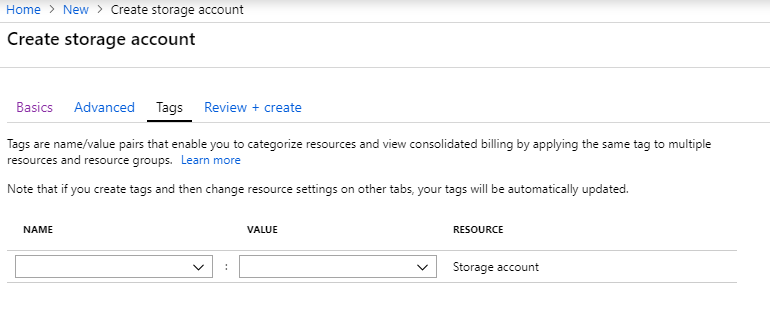 Home > New > Create storage account
Create storage account
Basics Advanced Tags Review + create
Tags are name/value pairs that enable you to categorize resources and view consolidated billing by applying the same tag to multiple
resources and resource groups. Learn more
Note that if you create tags and then change resource settings on other tabs, your tags will be automatically updated.
NAME VALUE RESOURCE
: Storage account